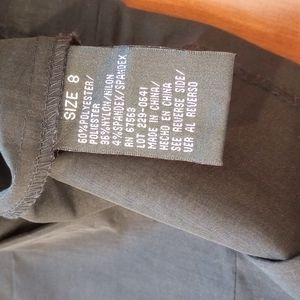 SIZE 8
60%POLYESTER/
POLIESTER
36%NYLON/NILON
4%SPANDEX/SPANDEX
RN 67563
LOT 229-0541
MADE IN CHINA/
HECHO EN CHINA
SEE REVERSE SIDE/
VER AL REVERSO